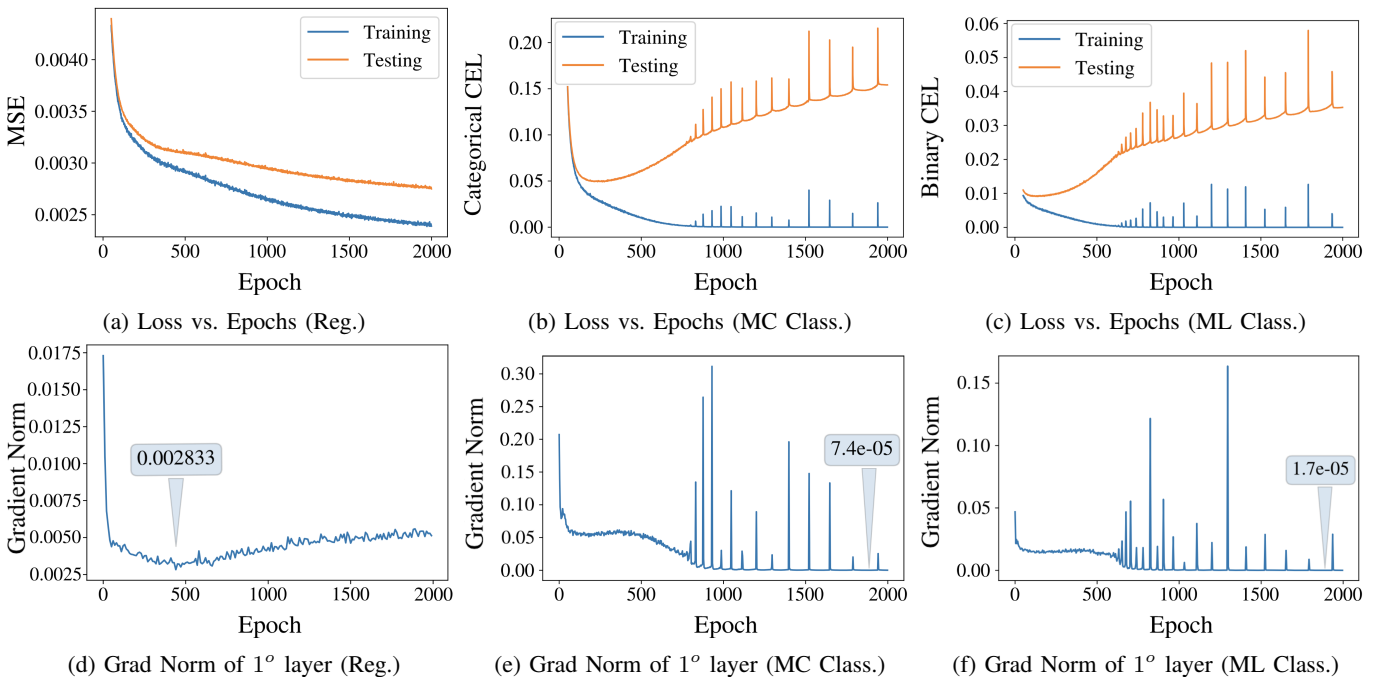 0.0040
0.0035
0.0030
0.0025
MSE
Training
Testing
0 500 1000 1500 2000
Epoch
(a) Loss vs. Epochs (Reg.)
0.20
0.15
0.10
0.05
0.00
Categorical CEL
Training
Testing
0 500 1000 1500 2000
Epoch
(b) Loss vs. Epochs (MC Class.)
0.06
0.05
0.04
0.03
0.02
0.01
0.00
Binary CEL
Training
Testing
0 500 1000 1500 2000
Epoch
(c) Loss vs. Epochs (ML Class.)
0.0175
0.0150
0.0125
0.0100
0.0075
0.0050
0.0025
Gradient Norm
0.002833
0 500 1000 1500 2000
Epoch
(d) Grad Norm of 1º layer (Reg.)
0.30
0.25
0.20
0.15
0.10
0.05
0.00
Gradient Norm
7.4e-05
0 500 1000 1500 2000
Epoch
(e) Grad Norm of 1º layer (MC Class.)
0.15
0.10
0.05
0.00
Gradient Norm
1.7e-05
0 500 1000 1500 2000
Epoch
(f) Grad Norm of 1º layer (ML Class.)